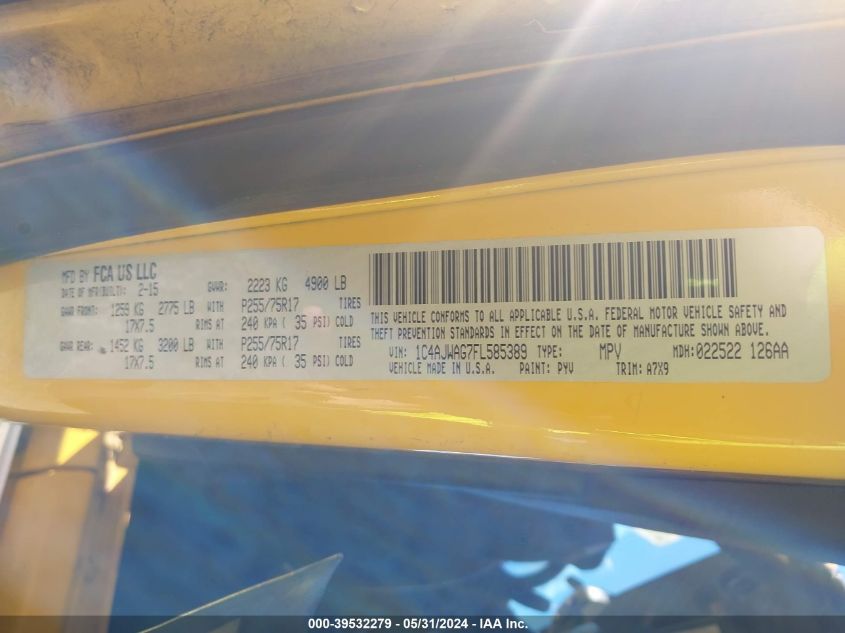 MFD BY FCA US LLC
DATE OF MFR(BUILT): 2-15 GVWR: 2223 KG 4900 LB
GAWR FRONT: 1259 KG 2775 LB WITH P255/75R17 TIRES
17X7.5 RIMS AT 240 KPA ( 35 PSI) COLD
GAWR REAR: 1452 KG 3200 LB WITH P255/75R17 TIRES
17X7.5 RIMS AT 240 KPA ( 35 PSI) COLD
THIS VEHICLE CONFORMS TO ALL APPLICABLE U.S.A. FEDERAL MOTOR VEHICLE SAFETY AND
THEFT PREVENTION STANDARDS IN EFFECT ON THE DATE OF MANUFACTURE SHOWN ABOVE.
VIN: 1C4AJWAG7FL585389 TYPE: MPV MDH:022522 126AA
VEHICLE MADE IN U.S.A. PAINT: PYV TRIM: A7X9
000-39532279 - 05/31/2024 - IAA Inc.